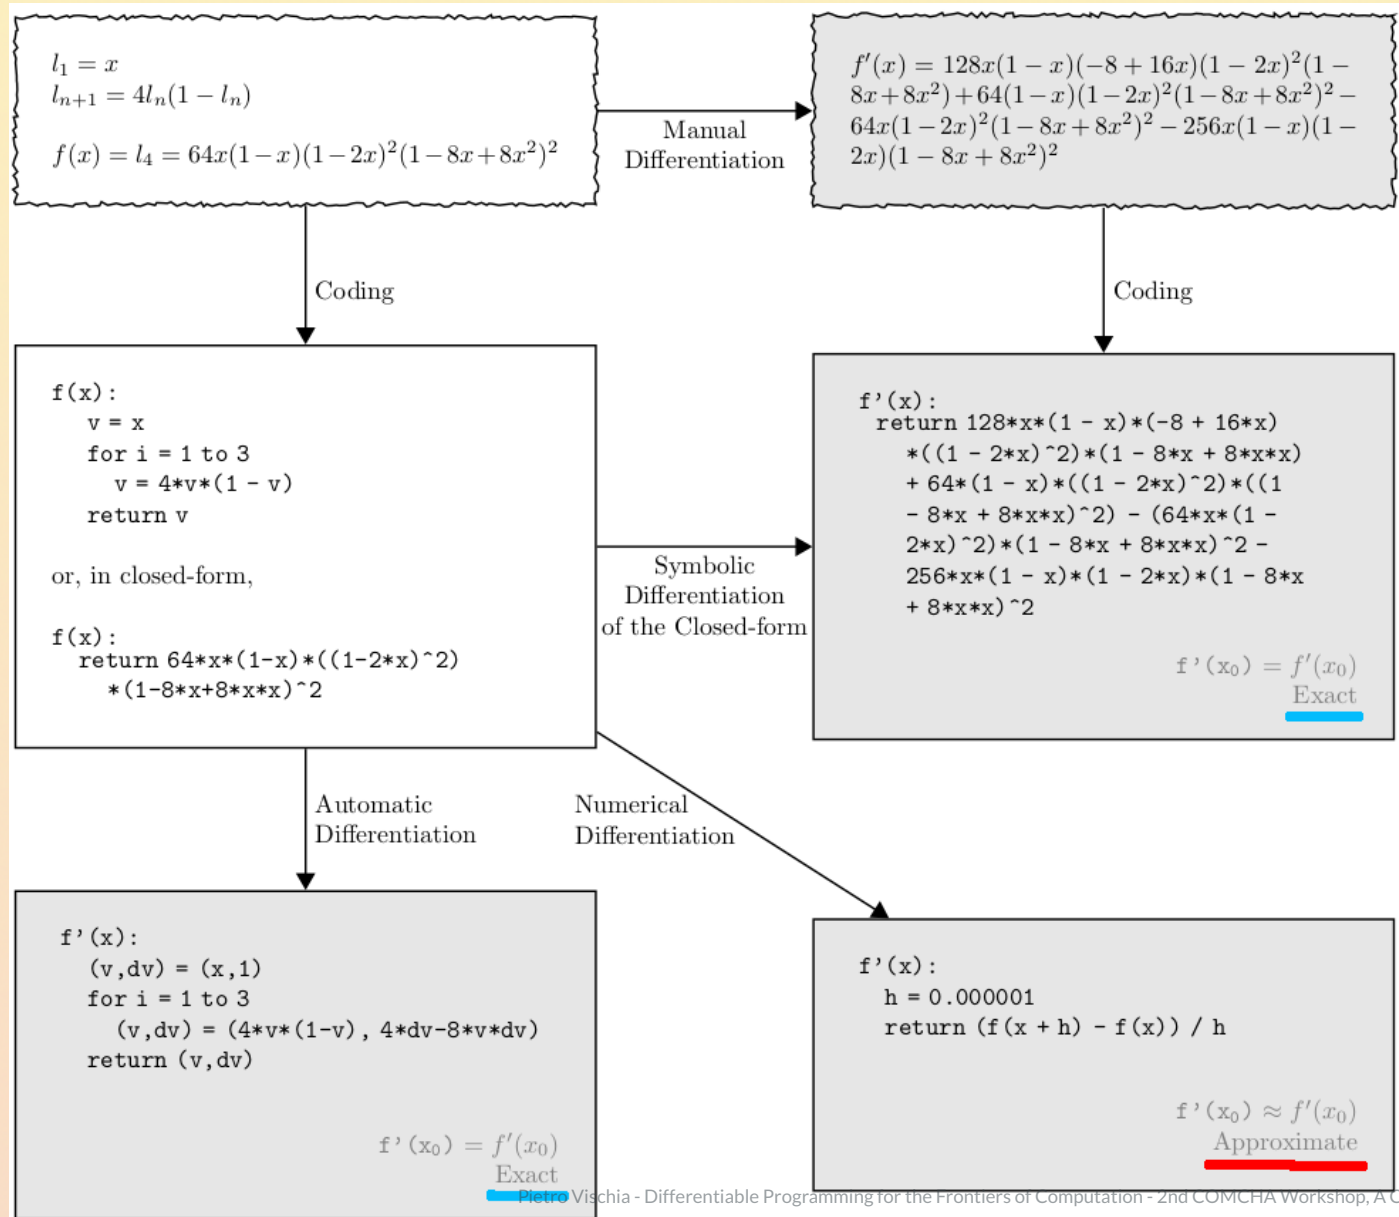 l₁ = x
lₙ₊₁ = 4lₙ(1 − lₙ)
f(x) = l₄ = 64x(1−x)(1−2x)²(1−8x+8x²)²
Manual
Differentiation
f′(x) = 128x(1 − x)(−8 + 16x)(1 − 2x)²(1 −
8x+8x²)+64(1−x)(1−2x)²(1−8x+8x²)²−
64x(1−2x)²(1−8x+8x²)²−256x(1−x)(1−
2x)(1 − 8x + 8x²)²
Coding
Coding
f(x):
v = x
for i = 1 to 3
v = 4*v*(1 - v)
return v
or, in closed-form,
f(x):
return 64*x*(1-x)*((1-2*x)^2)
*(1-8*x+8*x*x)^2
Symbolic
Differentiation
of the Closed-form
f'(x):
return 128*x*(1 - x)*(-8 + 16*x)
*((1 - 2*x)^2)*(1 - 8*x + 8*x*x)
+ 64*(1 - x)*((1 - 2*x)^2)*((1
- 8*x + 8*x*x)^2) - (64*x*(1 -
2*x)^2)*(1 - 8*x + 8*x*x)^2 -
256*x*(1 - x)*(1 - 2*x)*(1 - 8*x
+ 8*x*x)^2
f'(x₀) = f′(x₀)
Exact
Automatic
Differentiation
Numerical
Differentiation
f'(x):
(v,dv) = (x,1)
for i = 1 to 3
(v,dv) = (4*v*(1-v), 4*dv-8*v*dv)
return (v,dv)
f'(x₀) = f′(x₀)
Exact
f'(x):
h = 0.000001
return (f(x + h) - f(x)) / h
f'(x₀) ≈ f′(x₀)
Approximate
Pietro Vischia - Differentiable Programming for the Frontiers of Computation - 2nd COMCHA Workshop, A C